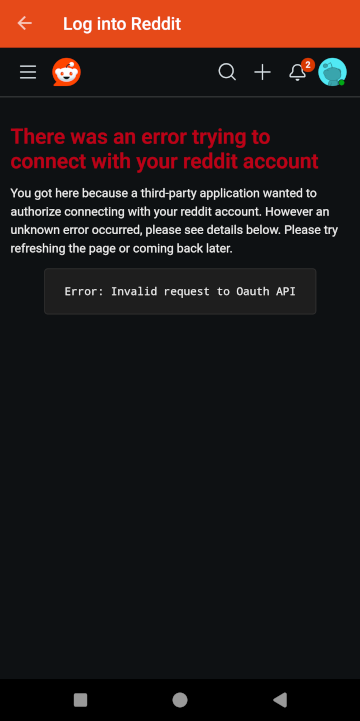 Log into Reddit
2
There was an error trying to
connect with your reddit account
You got here because a third-party application wanted to
authorize connecting with your reddit account. However an
unknown error occurred, please see details below. Please try
refreshing the page or coming back later.
Error: Invalid request to Oauth API